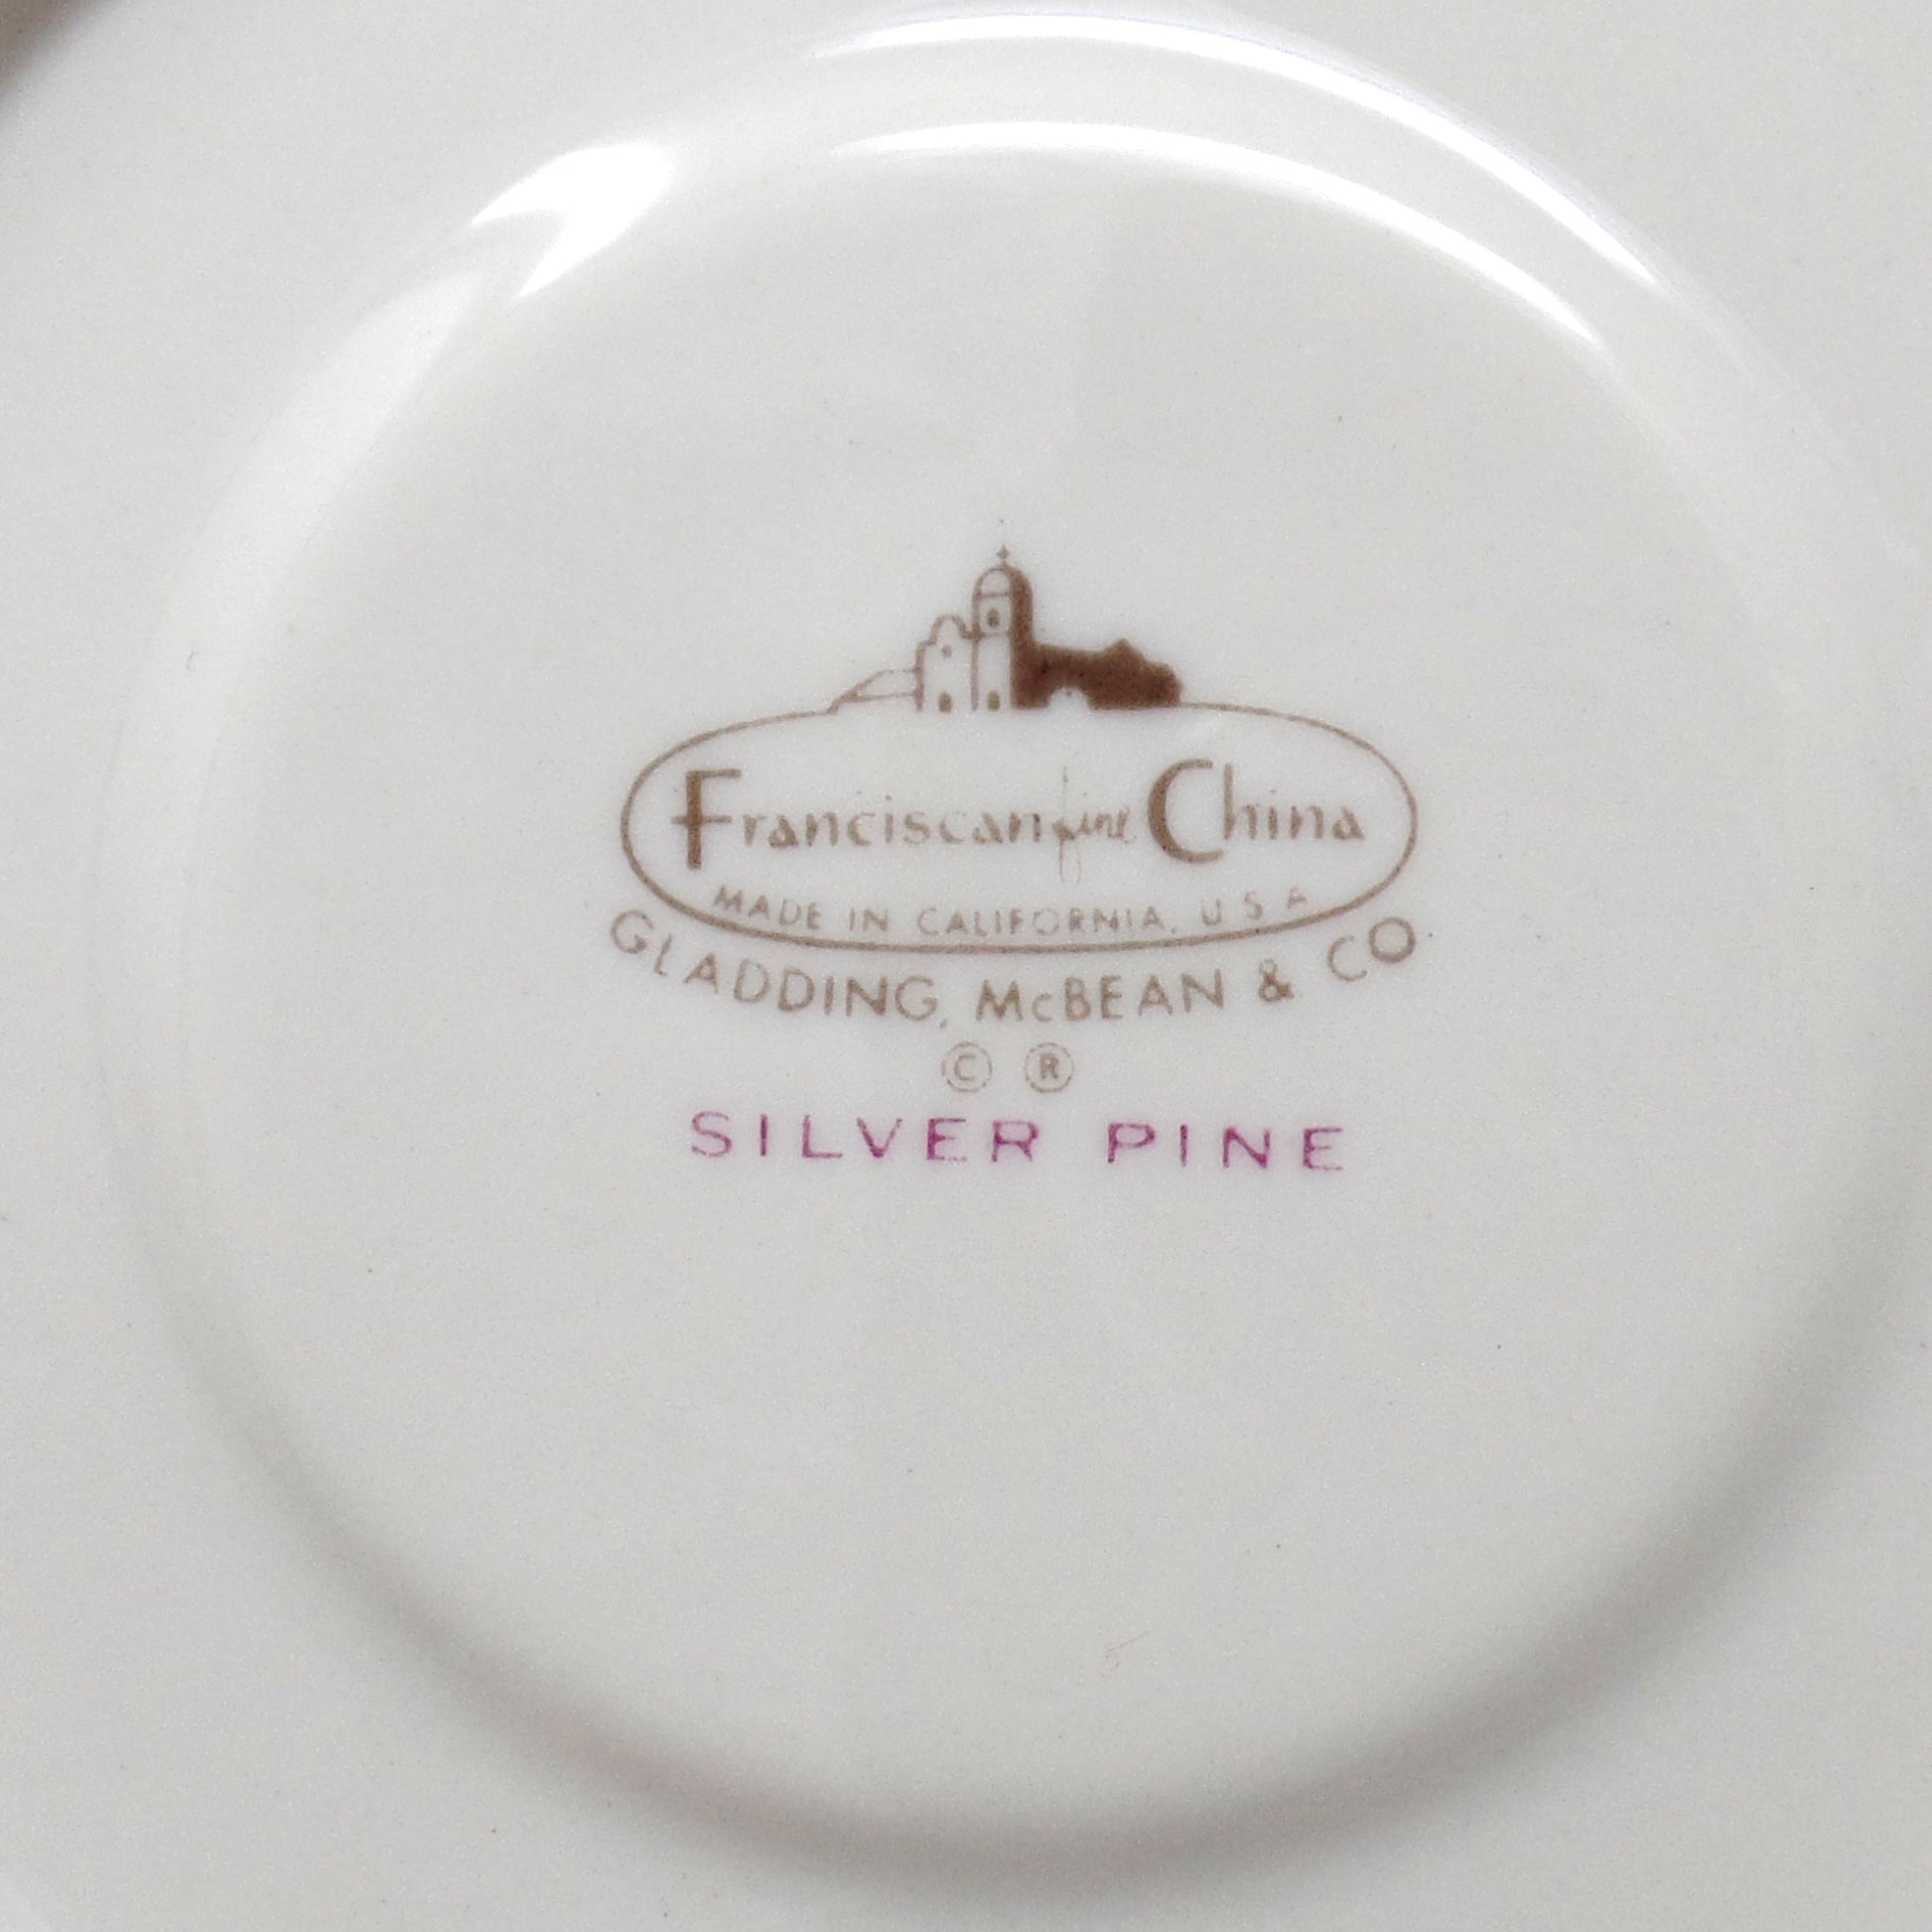 Franciscan fine China
MADE IN CALIFORNIA, U S A
GLADDING, McBEAN & CO
© ®
SILVER PINE